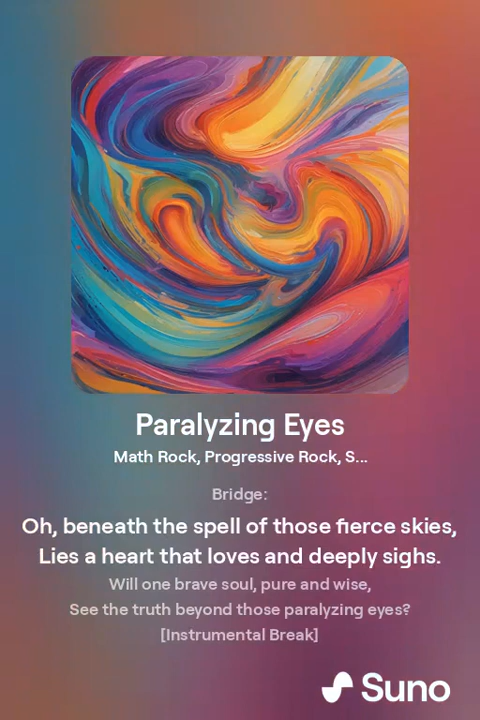 Paralyzing Eyes
Math Rock, Progressive Rock, S...
Bridge:
Oh, beneath the spell of those fierce skies,
Lies a heart that loves and deeply sighs.
Will one brave soul, pure and wise,
See the truth beyond those paralyzing eyes?
[Instrumental Break]
Suno